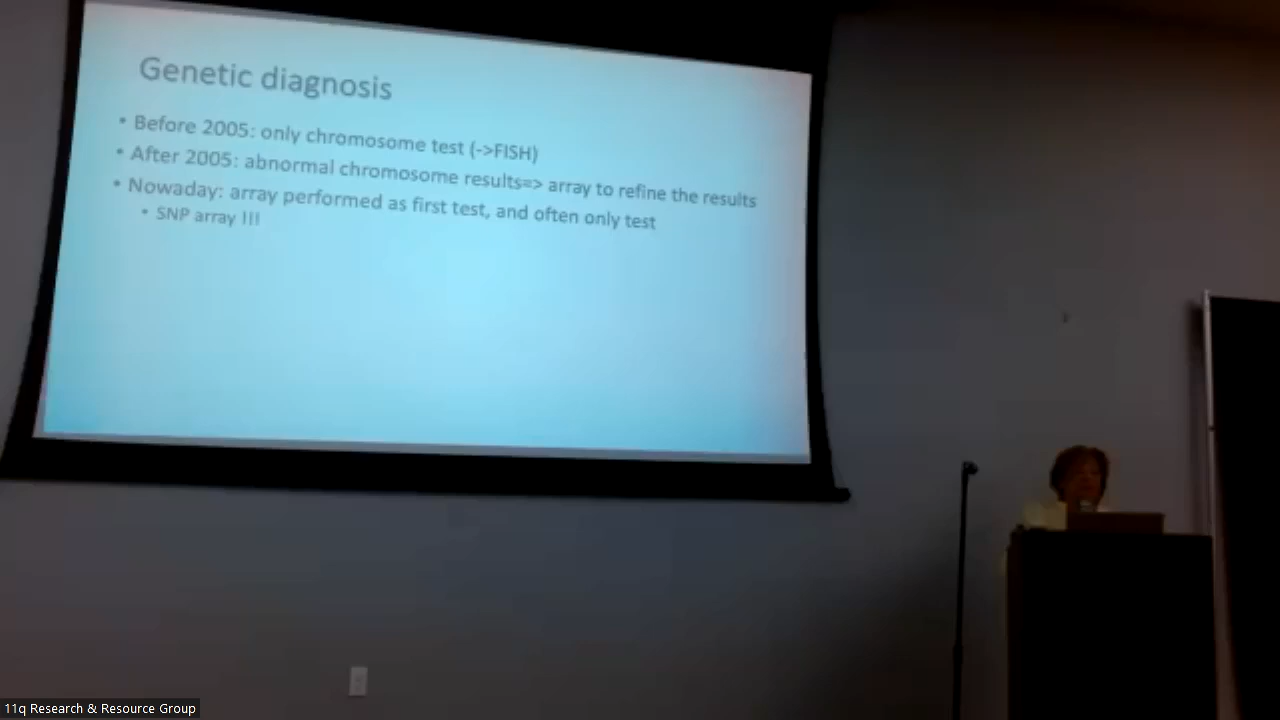 Genetic diagnosis
• Before 2005: only chromosome test (->FISH)
• After 2005: abnormal chromosome results=> array to refine the results
• Nowaday: array performed as first test, and often only test
• SNP array !!!
11q Research & Resource Group